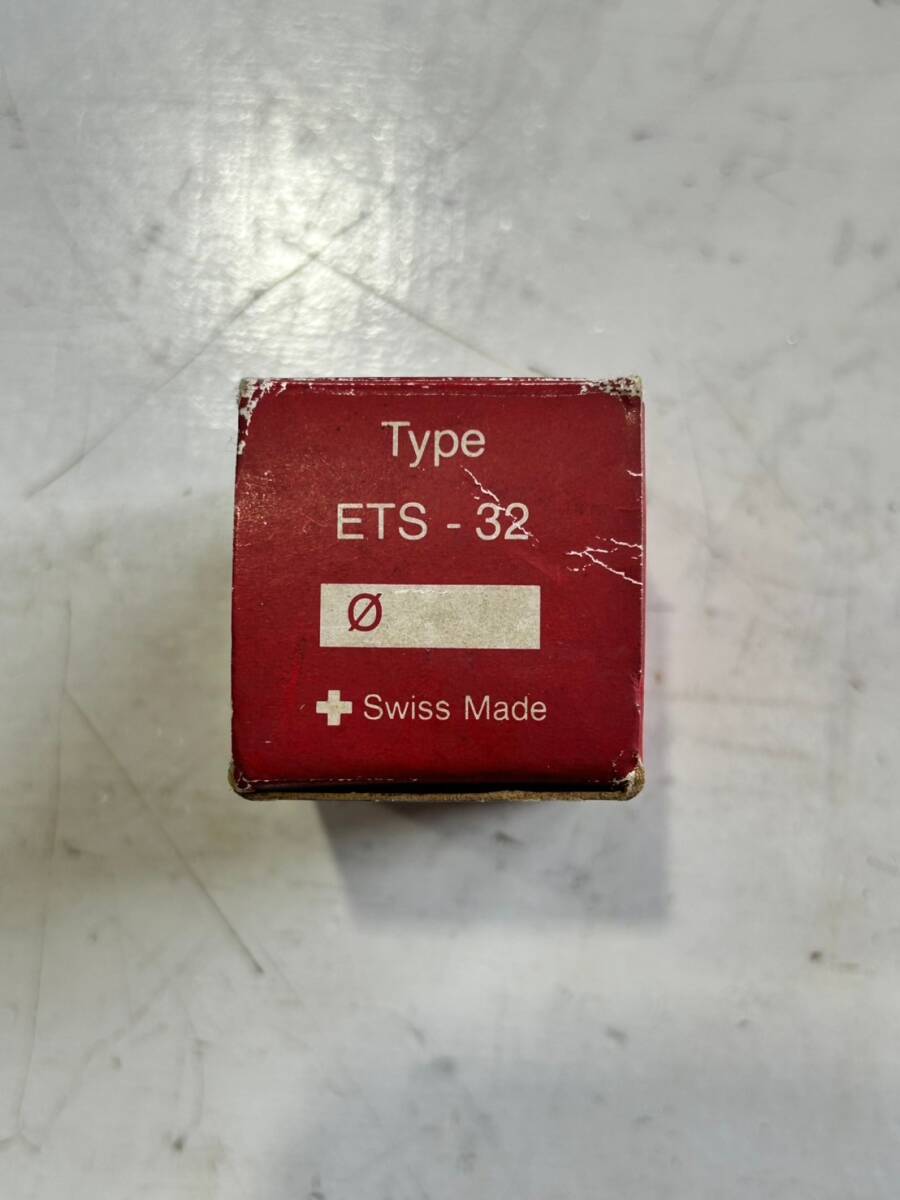 Type
ETS - 32
Ø
Swiss Made